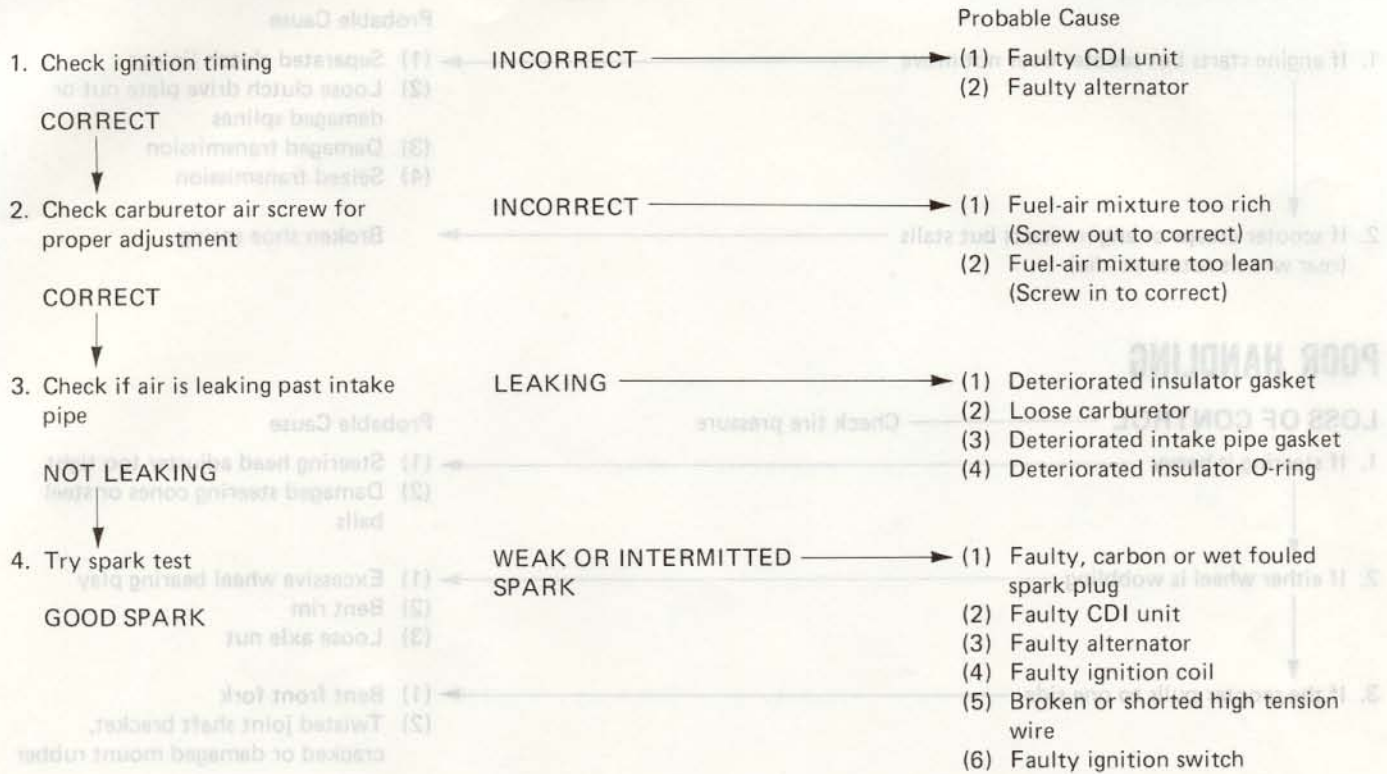 Probable Cause
1. Check ignition timing INCORRECT (1) Faulty CDI unit
(2) Faulty alternator
CORRECT
2. Check carburetor air screw for INCORRECT (1) Fuel-air mixture too rich
proper adjustment (Screw out to correct)
(2) Fuel-air mixture too lean
CORRECT (Screw in to correct)
3. Check if air is leaking past intake LEAKING (1) Deteriorated insulator gasket
pipe (2) Loose carburetor
(3) Deteriorated intake pipe gasket
NOT LEAKING (4) Deteriorated insulator O-ring
4. Try spark test WEAK OR INTERMITTED (1) Faulty, carbon or wet fouled
SPARK spark plug
GOOD SPARK (2) Faulty CDI unit
(3) Faulty alternator
(4) Faulty ignition coil
(5) Broken or shorted high tension
wire
(6) Faulty ignition switch